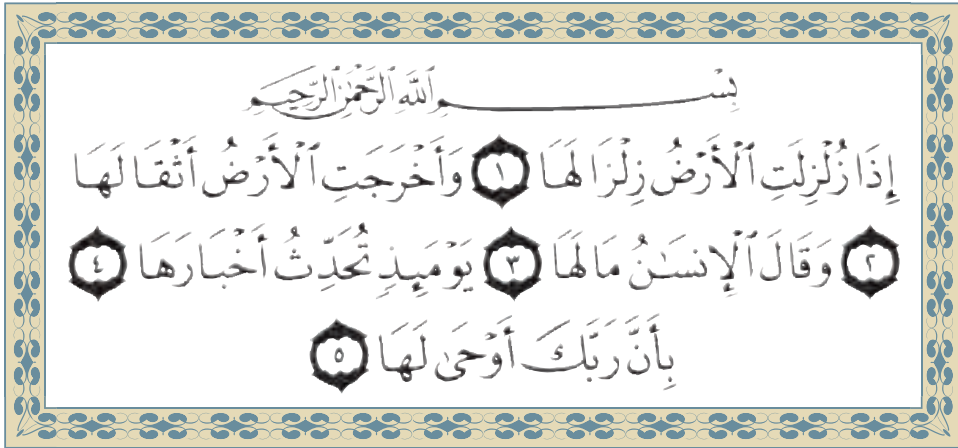 بِسْمِ ٱللَّهِ ٱلرَّحْمَٰنِ ٱلرَّحِيمِ
إِذَا زُلْزِلَتِ ٱلْأَرْضُ زِلْزَالَهَا ١ وَأَخْرَجَتِ ٱلْأَرْضُ أَثْقَالَهَا
٢ وَقَالَ ٱلْإِنسَٰنُ مَا لَهَا ٣ يَوْمَئِذٍ تُحَدِّثُ أَخْبَارَهَا ٤
بِأَنَّ رَبَّكَ أَوْحَىٰ لَهَا ٥